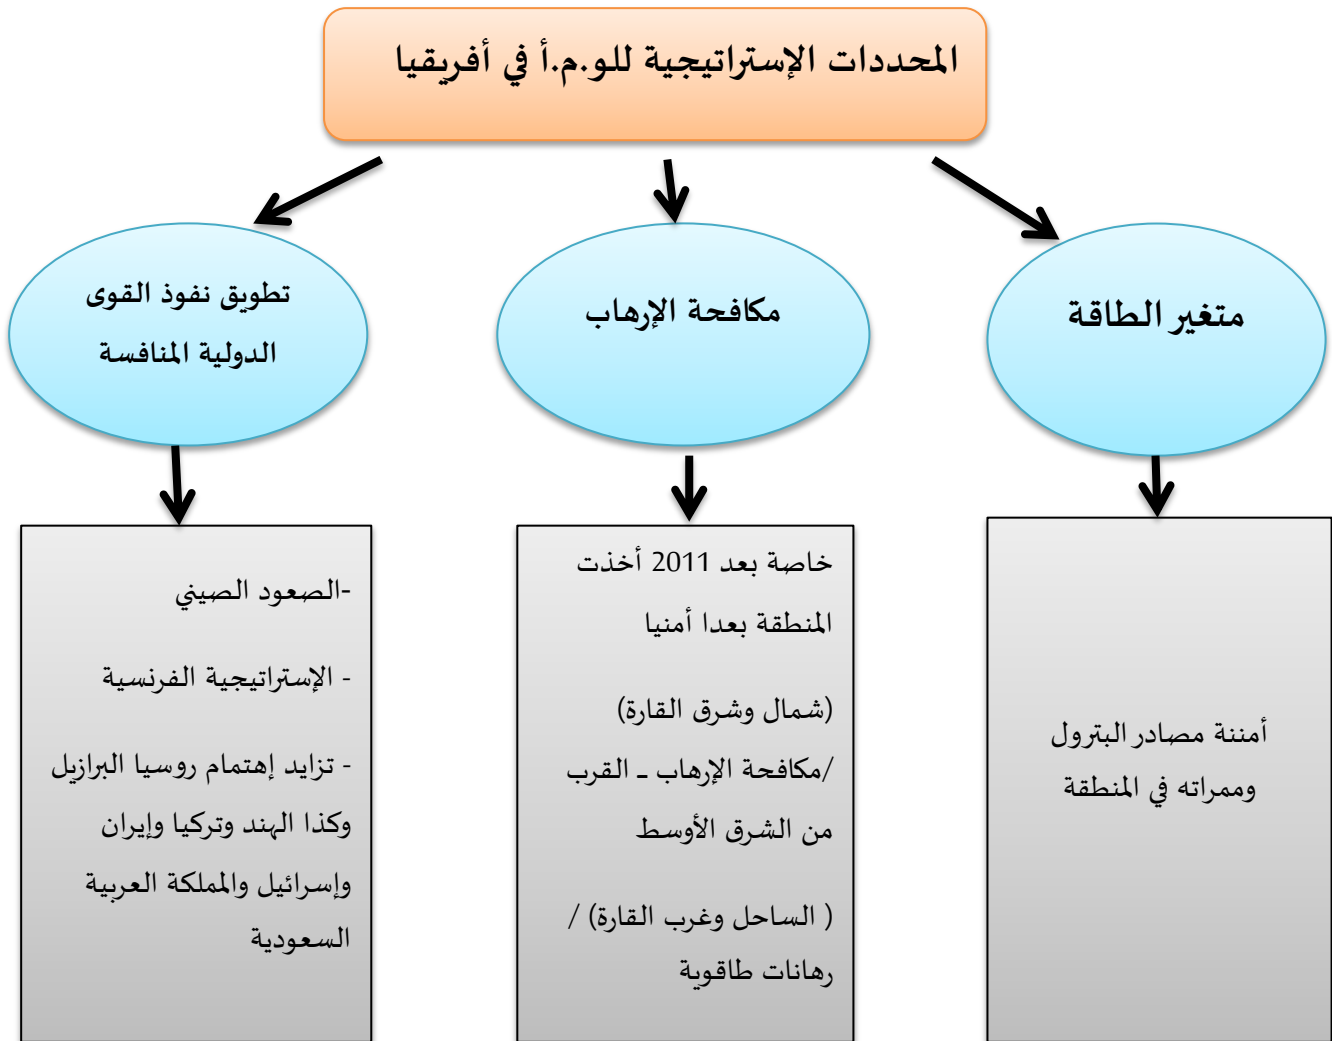 المحددات الإستراتيجية للو.م.أ في أفريقيا
متغير الطاقة
مكافحة الإرهاب
تطويق نفوذ القوى
الدولية المنافسة
أمننة مصادر البترول
وممراته في المنطقة
خاصة بعد 2011 أخذت
المنطقة بعدا أمنيا
(شمال وشرق القارة)
/مكافحة الإرهاب ـ القرب
من الشرق الأوسط
( الساحل وغرب القارة) /
رهانات طاقوية
-الصعود الصيني
- الإستراتيجية الفرنسية
- تزايد إهتمام روسيا البرازيل
وكذا الهند وتركيا وإيران
وإسرائيل والمملكة العربية
السعودية